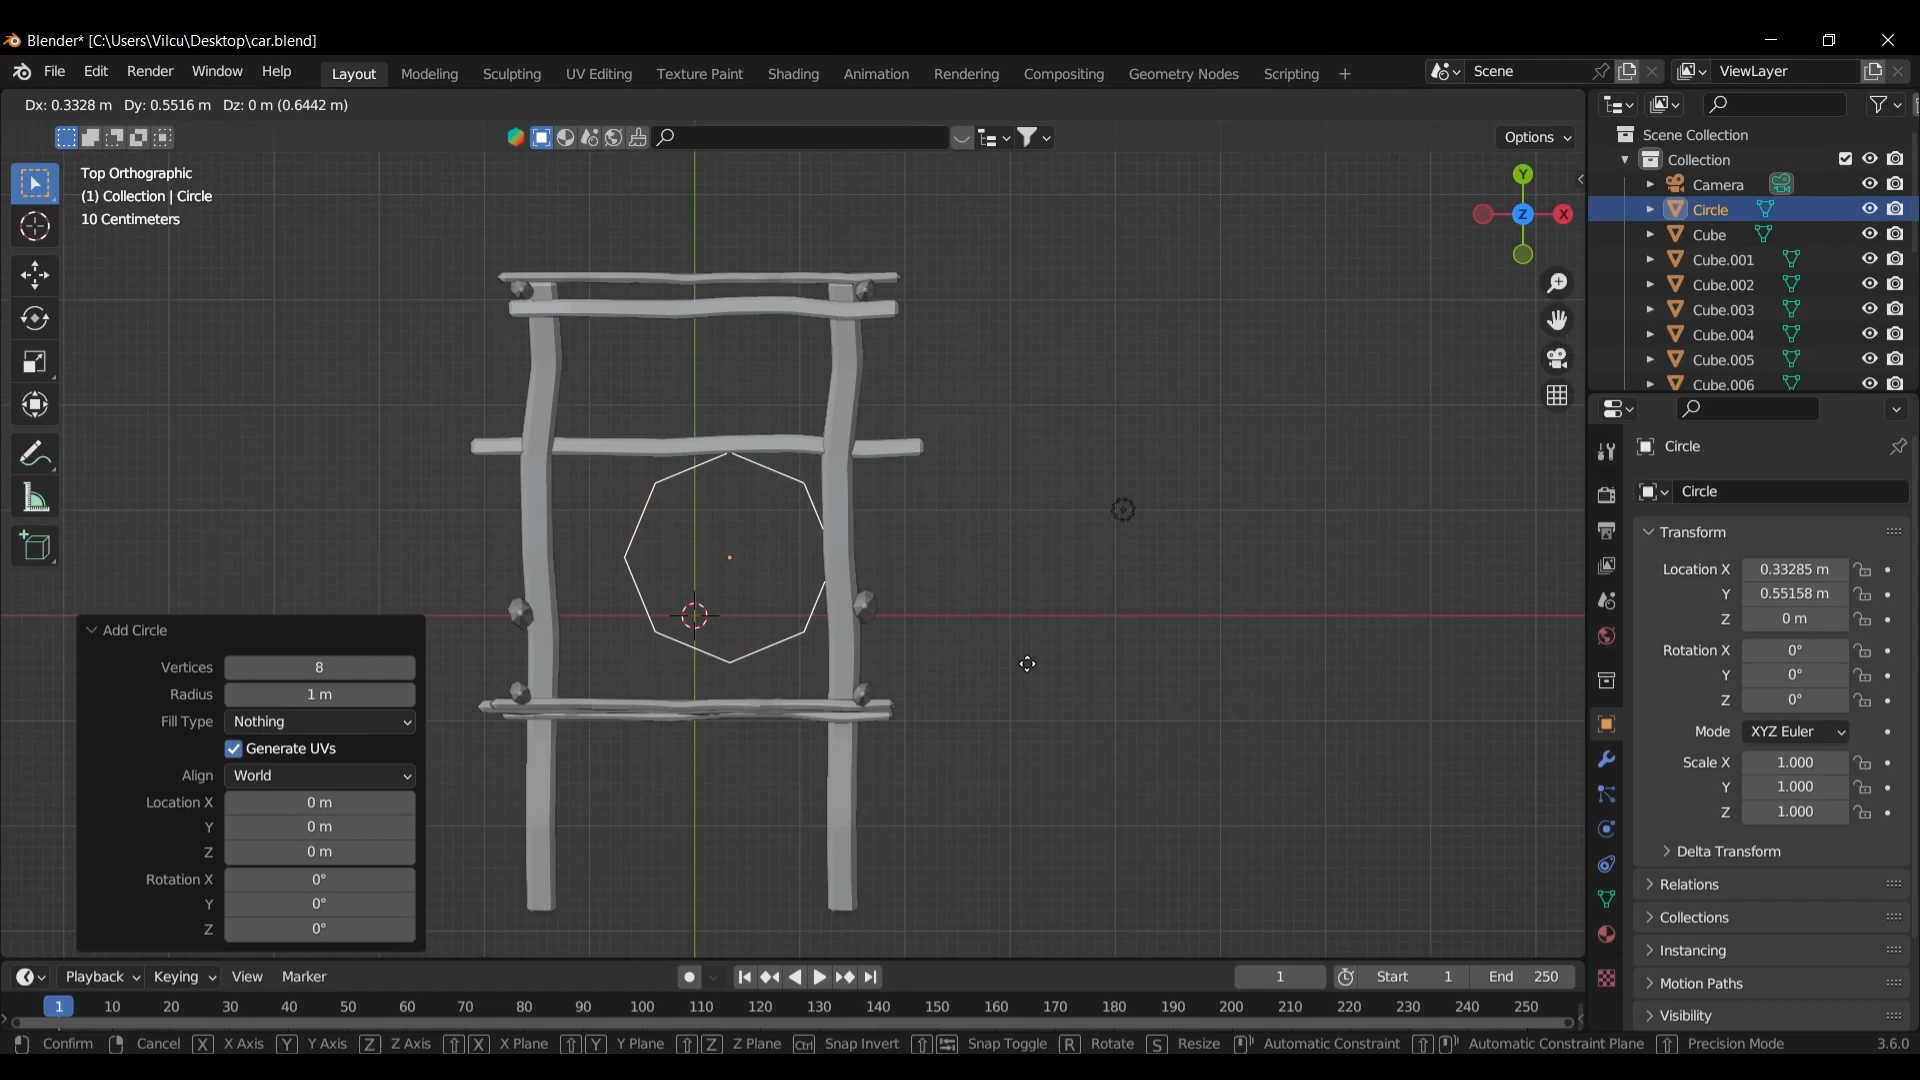 Blender* [C:\Users\Vilcu\Desktop\car.blend]
File Edit Render Window Help Layout Modeling Sculpting UV Editing Texture Paint Shading Animation Rendering Compositing Geometry Nodes Scripting + Scene ViewLayer
Dx: 0.3328 m Dy: 0.5516 m Dz: 0 m (0.6442 m)
Options
Top Orthographic
(1) Collection | Circle
10 Centimeters
Y
Z X
Scene Collection
Collection
Camera
Circle
Cube
Cube.001
Cube.002
Cube.003
Cube.004
Cube.005
Cube.006
Circle
Circle
Transform
Location X 0.33285 m
Y 0.55158 m
Z 0 m
Rotation X 0°
Y 0°
Z 0°
Mode XYZ Euler
Scale X 1.000
Y 1.000
Z 1.000
Delta Transform
Relations
Collections
Instancing
Motion Paths
Visibility
Add Circle
Vertices 8
Radius 1 m
Fill Type Nothing
Generate UVs
Align World
Location X 0 m
Y 0 m
Z 0 m
Rotation X 0°
Y 0°
Z 0°
Playback Keying View Marker 1 Start 1 End 250
1 10 20 30 40 50 60 70 80 90 100 110 120 130 140 150 160 170 180 190 200 210 220 230 240 250
Confirm Cancel X X Axis Y Y Axis Z Z Axis X X Plane Y Y Plane Z Z Plane Ctrl Snap Invert Snap Toggle R Rotate S Resize Automatic Constraint Automatic Constraint Plane Precision Mode 3.6.0